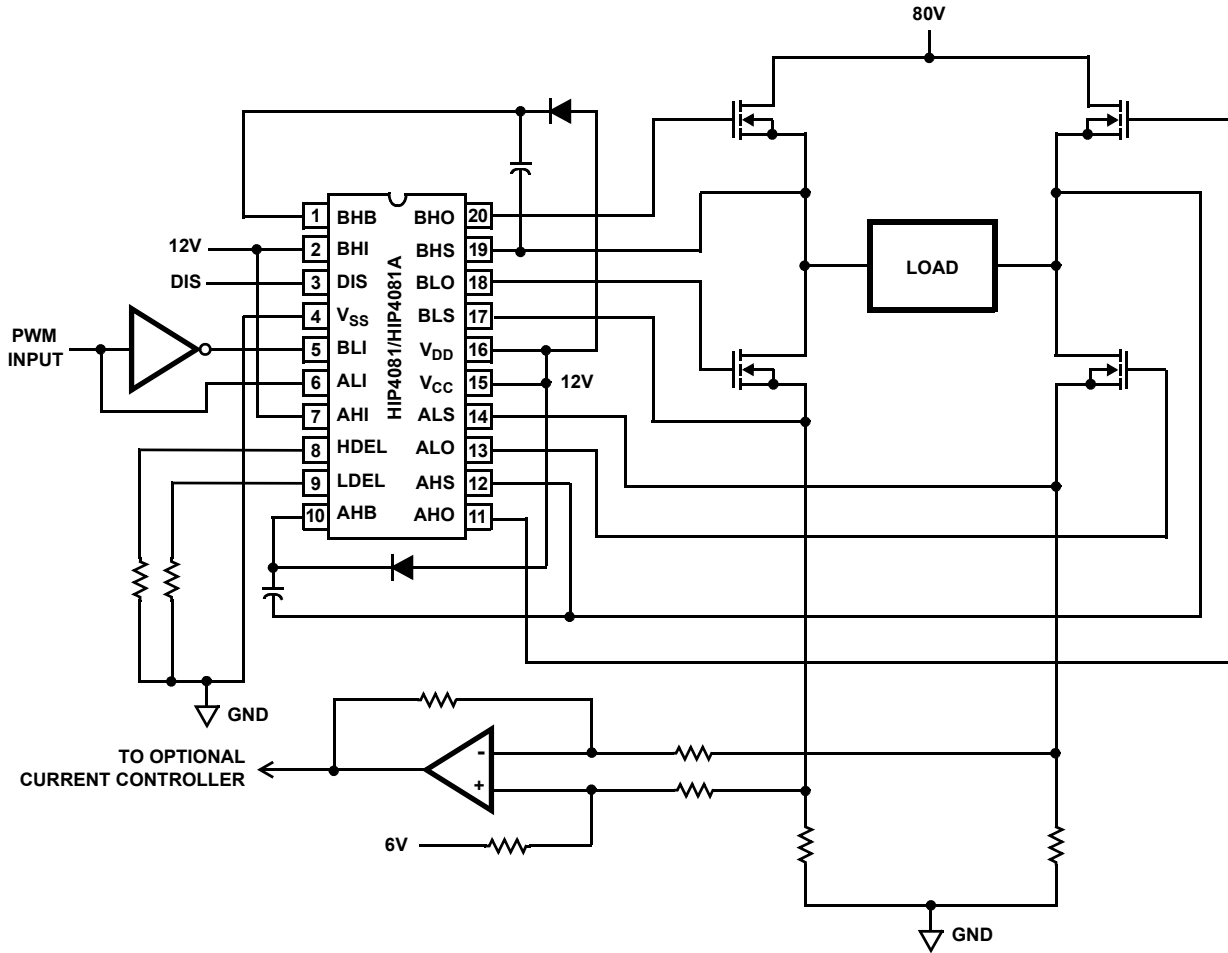 80V
1 BHB BHO 20
12V 2 BHI BHS 19
DIS 3 DIS BLO 18
4 VSS BLS 17
PWM
INPUT
5 BLI VDD 16
6 ALI VCC 15 12V
7 AHI ALS 14
8 HDEL ALO 13
9 LDEL AHS 12
10 AHB AHO 11
HIP4081/HIP4081A
LOAD
GND
TO OPTIONAL
CURRENT CONTROLLER
-
+
6V
GND